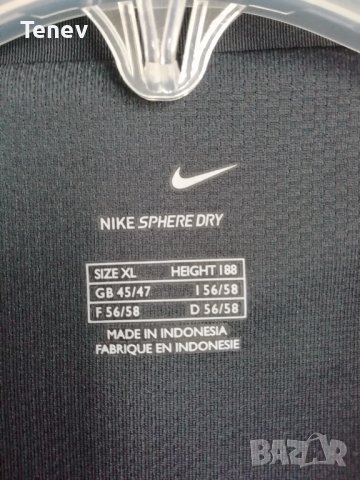 Tenev
NIKE SPHERE DRY
SIZE XL HEIGHT 188
GB 45/47 I 56/58
F 56/58 D 56/58
MADE IN INDONESIA
FABRIQUE EN INDONESIE
BAZAR